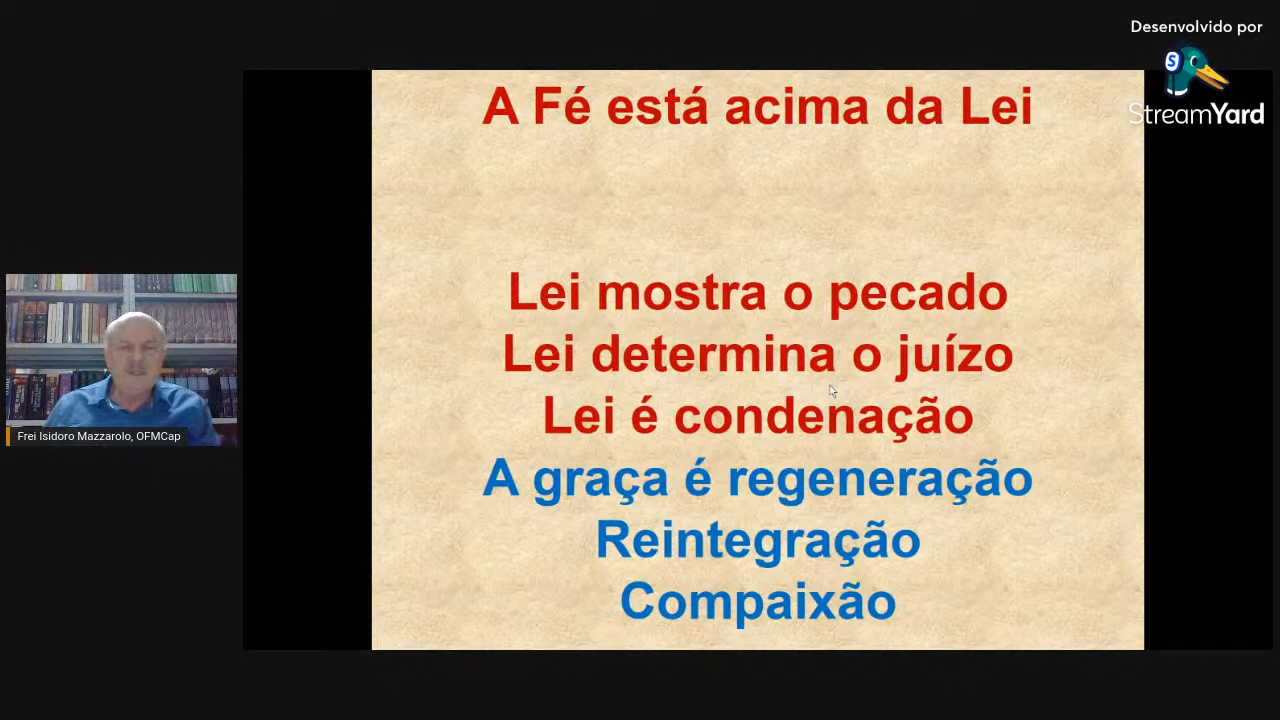 Desenvolvido por
StreamYard
A Fé está acima da Lei
Lei mostra o pecado
Lei determina o juízo
Lei é condenação
A graça é regeneração
Reintegração
Compaixão
Frei Isidoro Mazzarolo, OFMCap